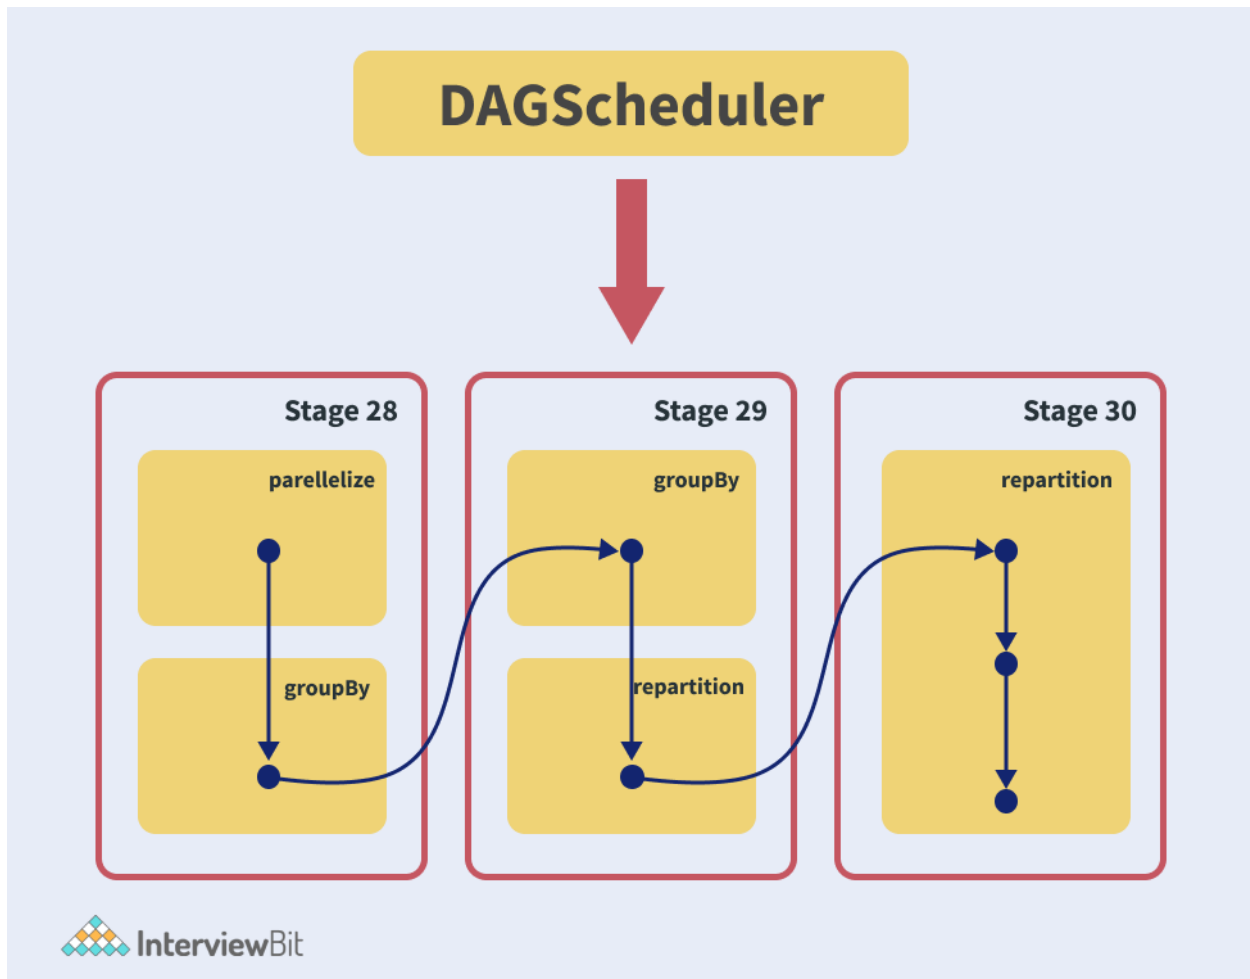 DAGScheduler
Stage 28
parellelize
groupBy
Stage 29
groupBy
repartition
Stage 30
repartition
InterviewBit